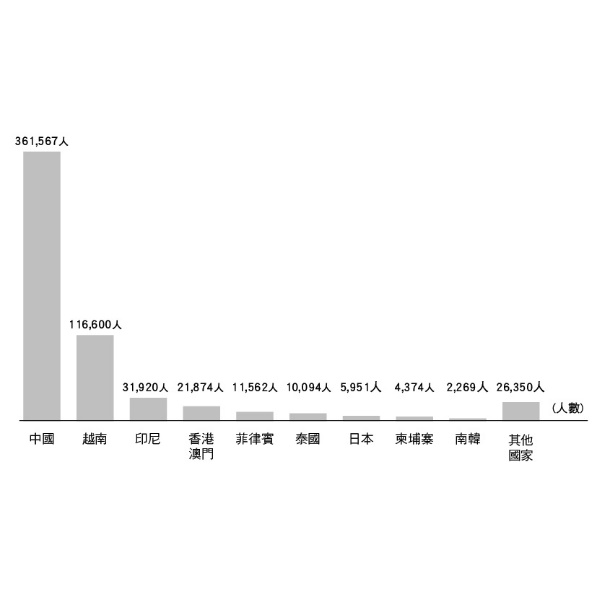 361,567人
116,600人
31,920人 21,874人 11,562人 10,094人 5,951人 4,374人 2,269人 26,350人
(人數)
中國 越南 印尼 香港 菲律賓 泰國 日本 柬埔寨 南韓 其他
澳門 國家